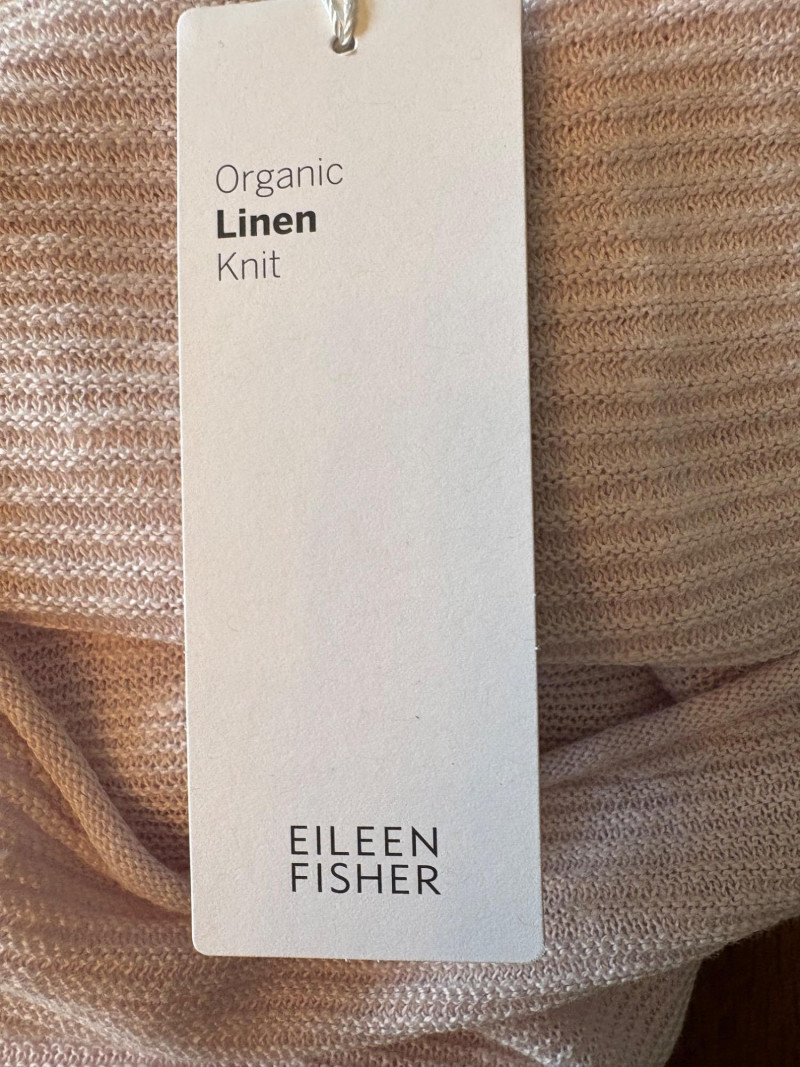 Organic
Linen
Knit
EILEEN
FISHER